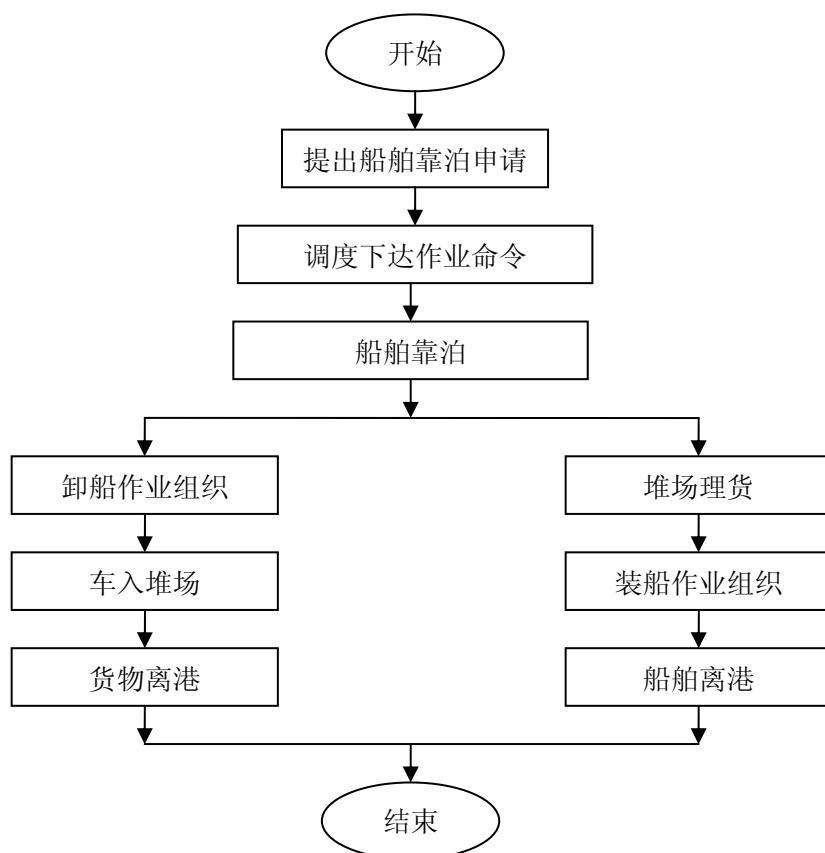 开始
提出船舶靠泊申请
调度下达作业命令
船舶靠泊
卸船作业组织
堆场理货
车入堆场
装船作业组织
货物离港
船舶离港
结束